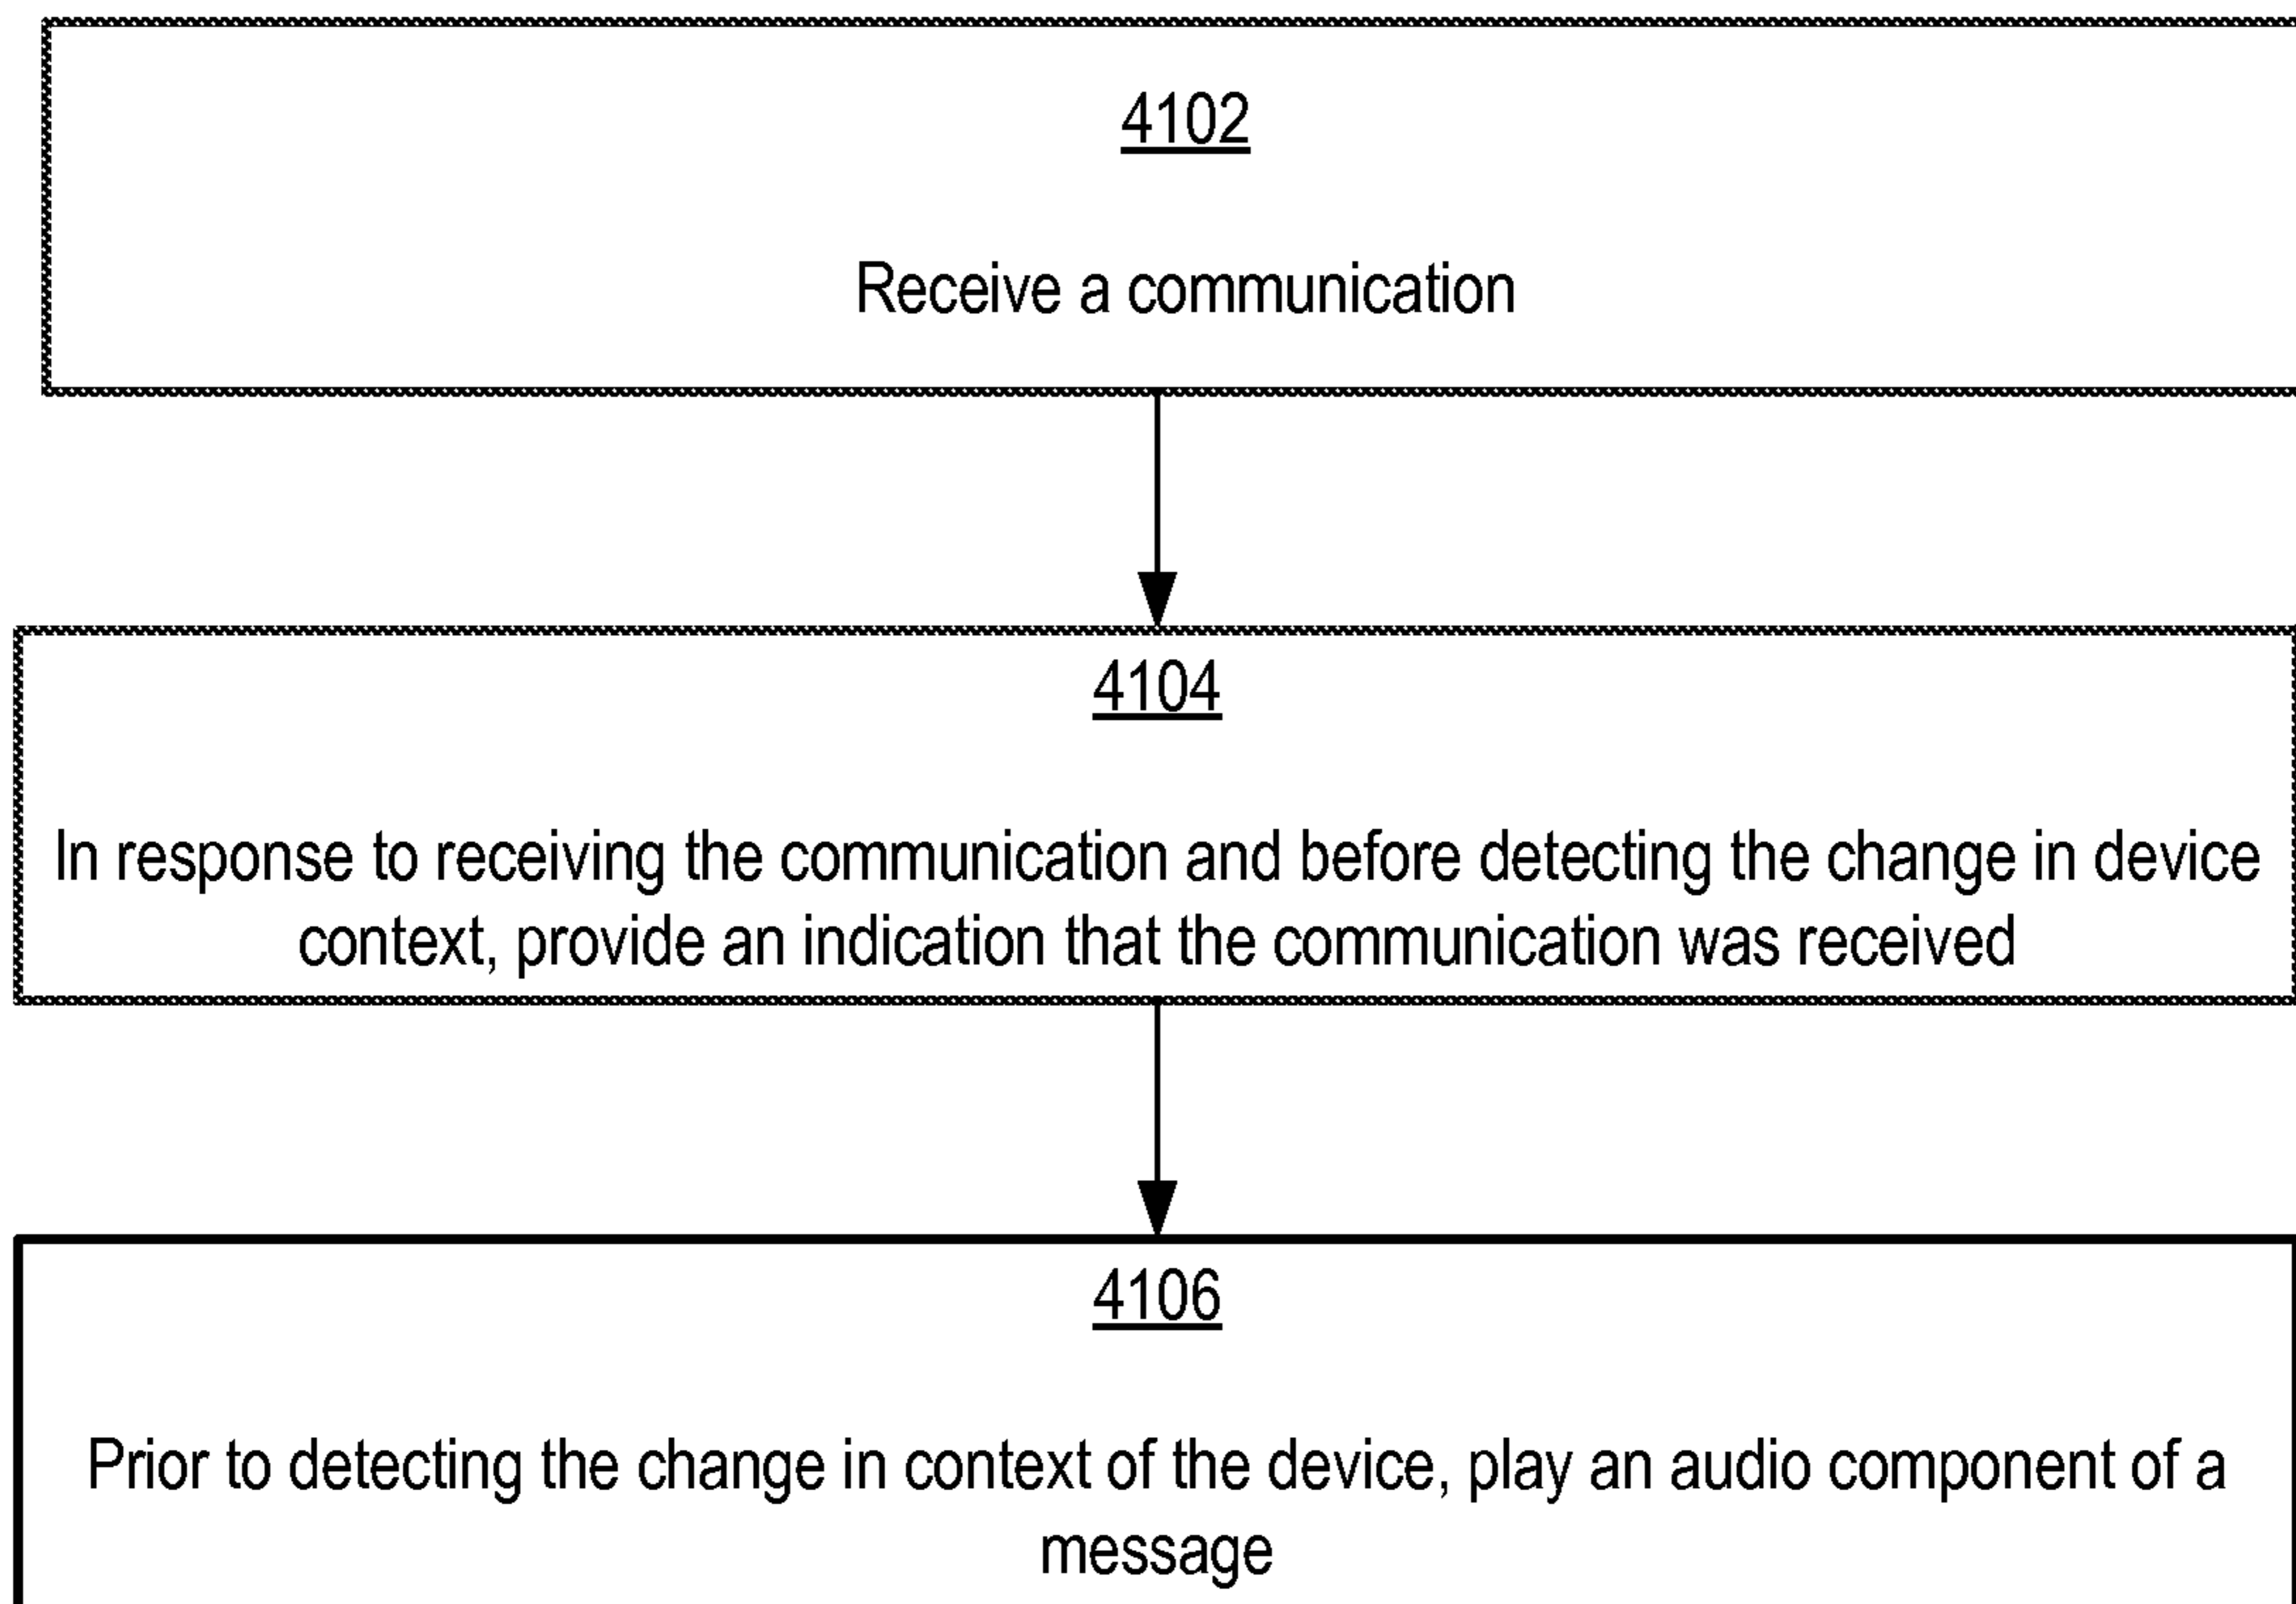 4102
Receive a communication
4104
In response to receiving the communication and before detecting the change in device
context, provide an indication that the communication was received
4106
Prior to detecting the change in context of the device, play an audio component of a
message